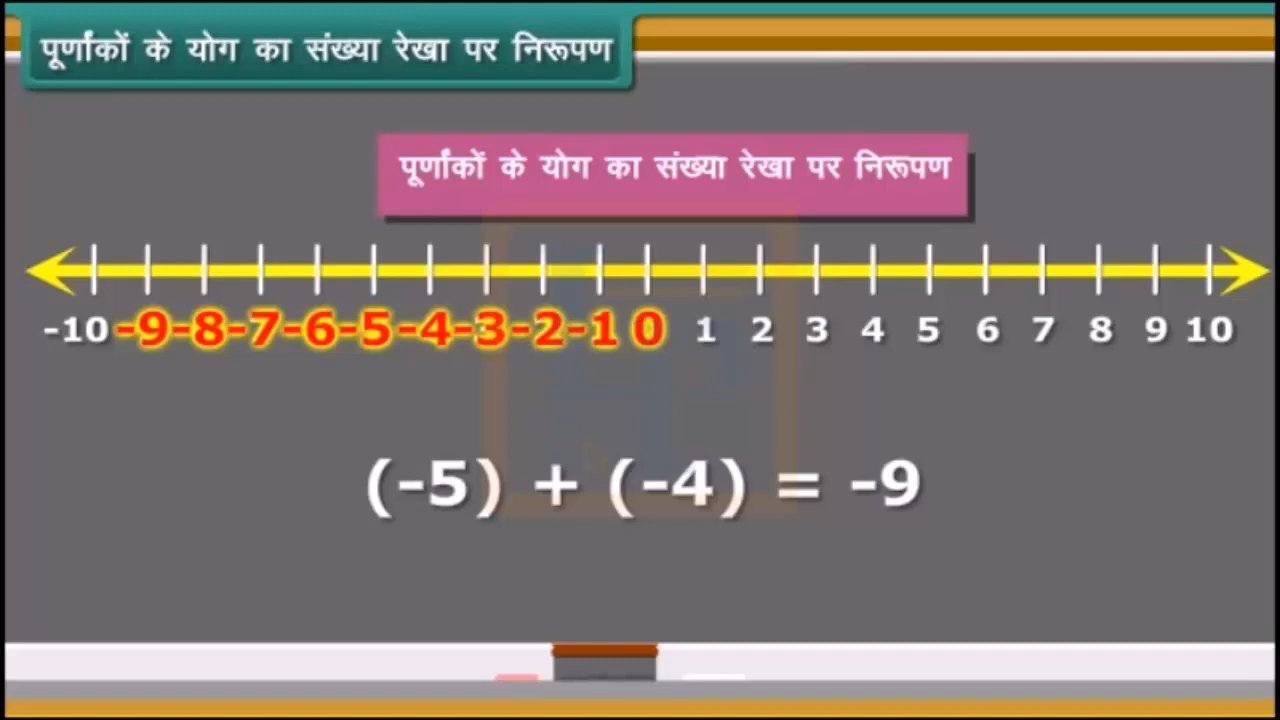 पूर्णांकों के योग का संख्या रेखा पर निरूपण
पूर्णांकों के योग का संख्या रेखा पर निरूपण
-10 -9 -8 -7 -6 -5 -4 -3 -2 -1 0 1 2 3 4 5 6 7 8 9 10
(-5) + (-4) = -9